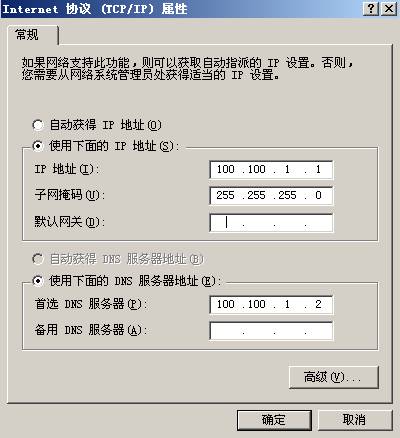 Internet 协议 (TCP/IP) 属性
常规
如果网络支持此功能，则可以获取自动指派的 IP 设置。否则，
您需要从网络系统管理员处获得适当的 IP 设置。
自动获得 IP 地址(O)
使用下面的 IP 地址(S):
IP 地址(I): 100 .100 . 1 . 1
子网掩码(U): 255 .255 .255 . 0
默认网关(D): . . .
自动获得 DNS 服务器地址(B)
使用下面的 DNS 服务器地址(E):
首选 DNS 服务器(P): 100 .100 . 1 . 2
备用 DNS 服务器(A): . . .
高级(V)...
确定 取消